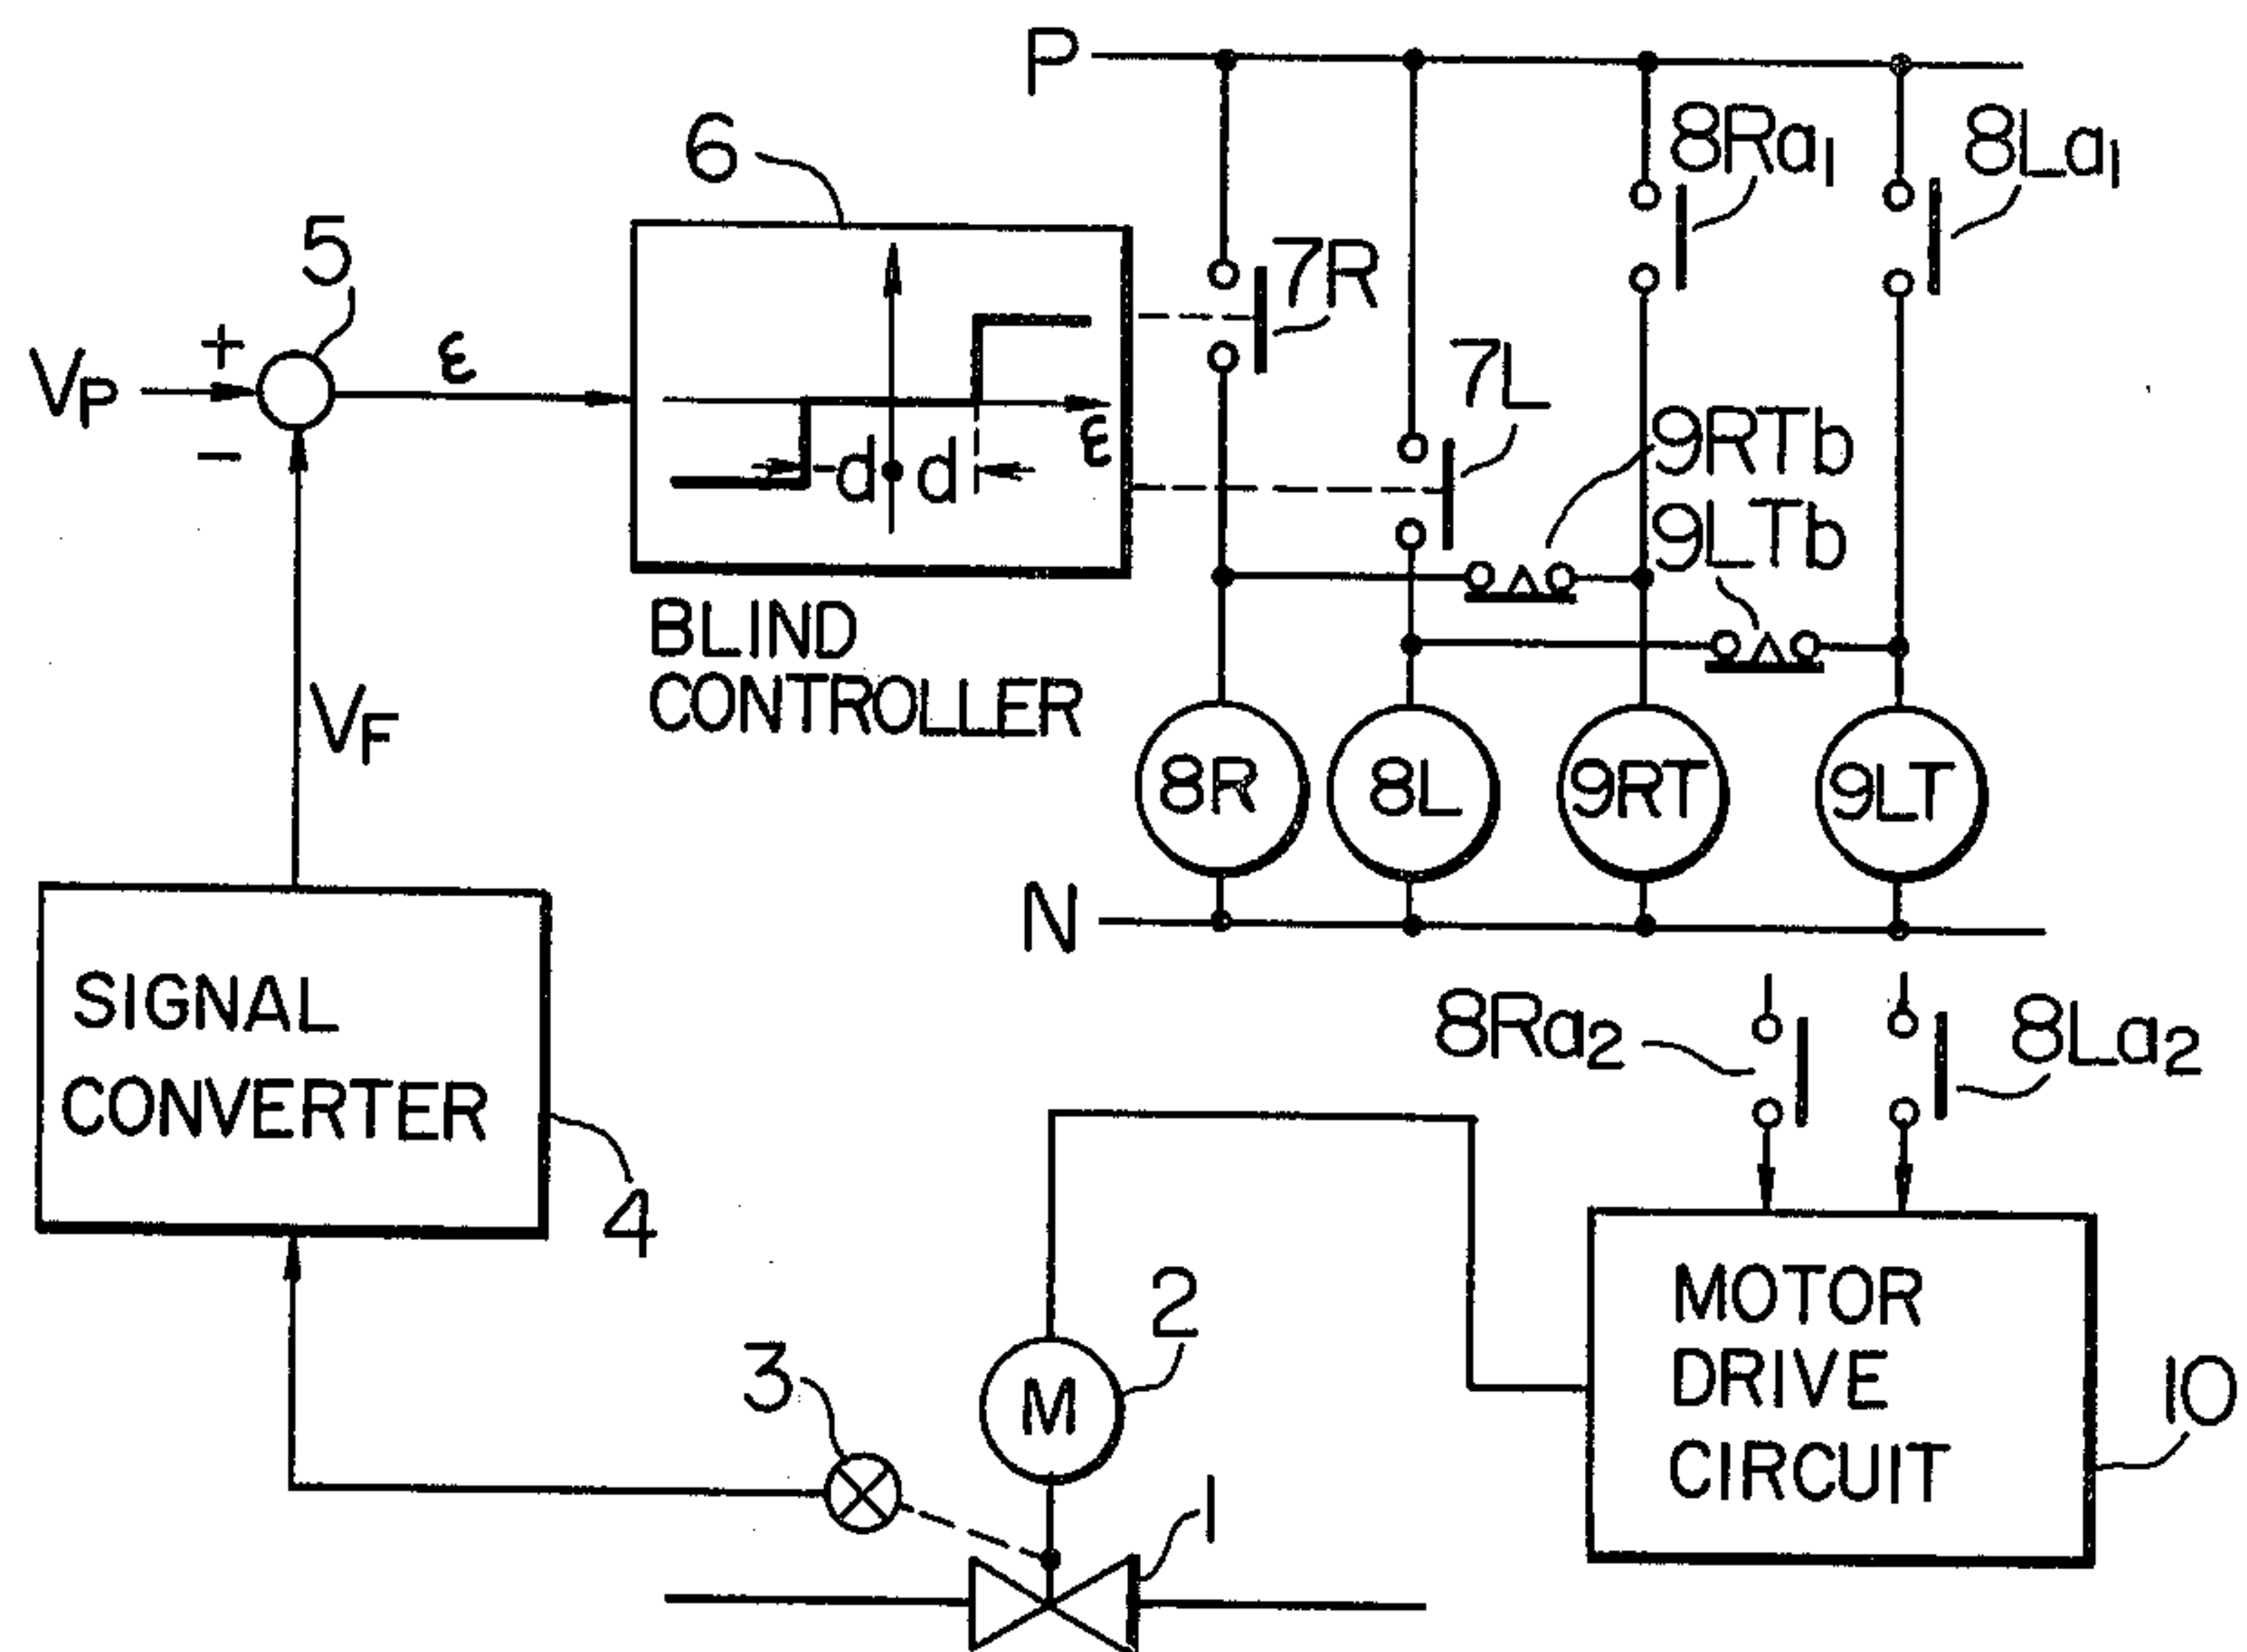 P
6
8Ra1
8La1
5
7R
VP
+
ε
7L
ε
-d
d
−
9RTb
9LTb
BLIND
CONTROLLER
VF
8R
8L
9RT
9LT
N
SIGNAL
CONVERTER
8Ra2
8La2
4
2
3
M
MOTOR
DRIVE
CIRCUIT
10
1